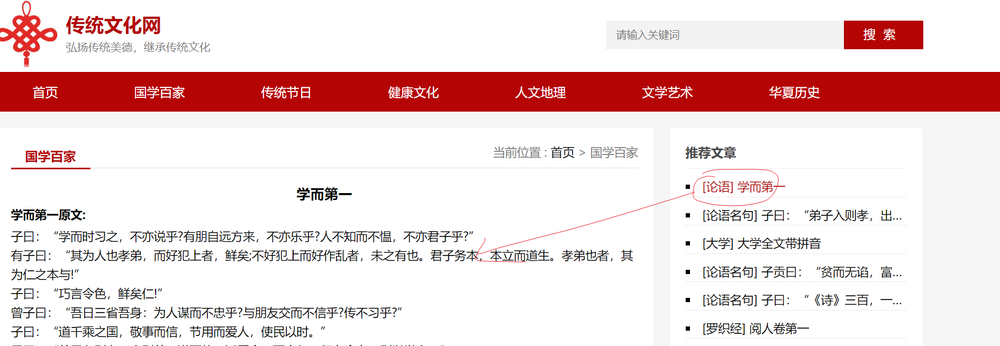 传统文化网
弘扬传统美德，继承传统文化
请输入关键词
搜 索
首页 国学百家 传统节日 健康文化 人文地理 文学艺术 华夏历史
国学百家
当前位置 : 首页 > 国学百家
学而第一
学而第一原文:
子曰：“学而时习之，不亦说乎?有朋自远方来，不亦乐乎?人不知而不愠，不亦君子乎?”
有子曰：“其为人也孝弟，而好犯上者，鲜矣;不好犯上而好作乱者，未之有也。君子务本，本立而道生。孝弟也者，其
为仁之本与!”
子曰：“巧言令色，鲜矣仁!”
曾子曰：“吾日三省吾身：为人谋而不忠乎?与朋友交而不信乎?传不习乎?”
子曰：“道千乘之国，敬事而信，节用而爱人，使民以时。”
推荐文章
[论语] 学而第一
[论语名句] 子曰：“弟子入则孝，出...
[大学] 大学全文带拼音
[论语名句] 子贡曰：“贫而无谄，富...
[论语名句] 子曰：“《诗》三百，一...
[罗织经] 阅人卷第一